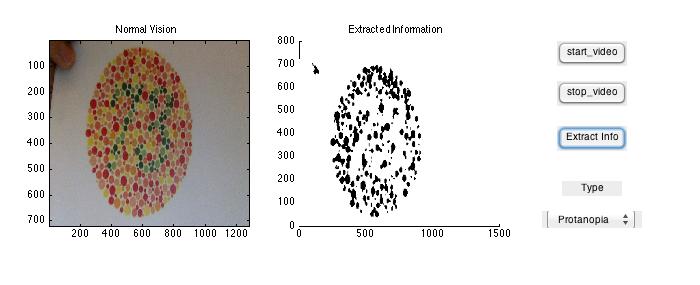 Normal Vision
100
200
300
400
500
600
700
200 400 600 800 1000 1200
Extracted Information
800
700
600
500
400
300
200
100
0
0 500 1000 1500
start_video
stop_video
Extract Info
Type
Protanopia